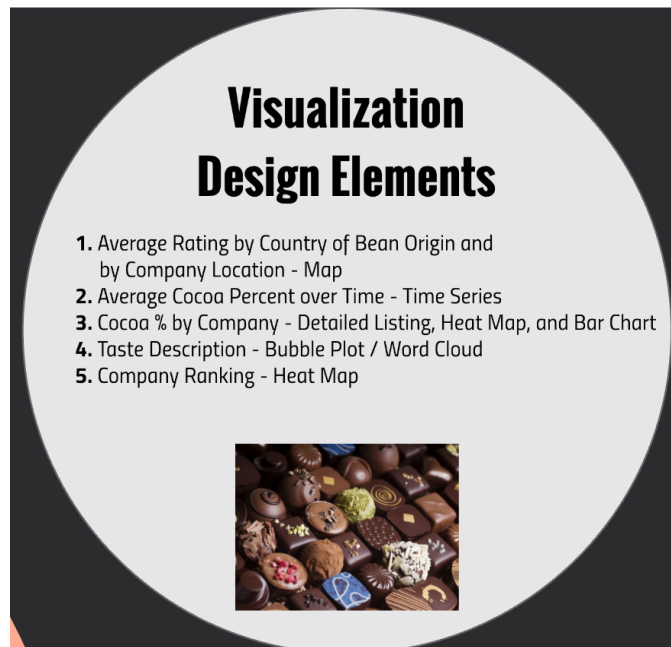 Visualization
Design Elements
1. Average Rating by Country of Bean Origin and
by Company Location - Map
2. Average Cocoa Percent over Time - Time Series
3. Cocoa % by Company - Detailed Listing, Heat Map, and Bar Chart
4. Taste Description - Bubble Plot / Word Cloud
5. Company Ranking - Heat Map